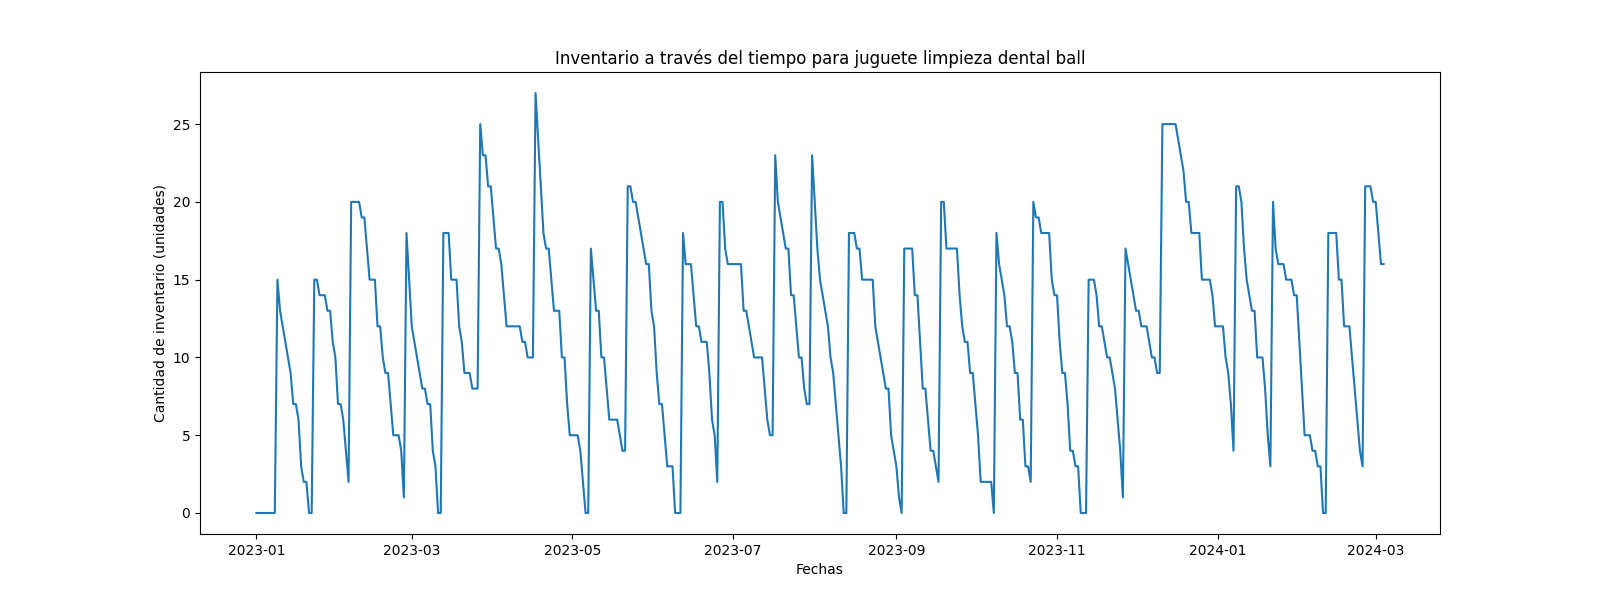 Inventario a través del tiempo para juguete limpieza dental ball
Cantidad de inventario (unidades)
25
20
15
10
5
0
2023-01 2023-03 2023-05 2023-07 2023-09 2023-11 2024-01 2024-03
Fechas